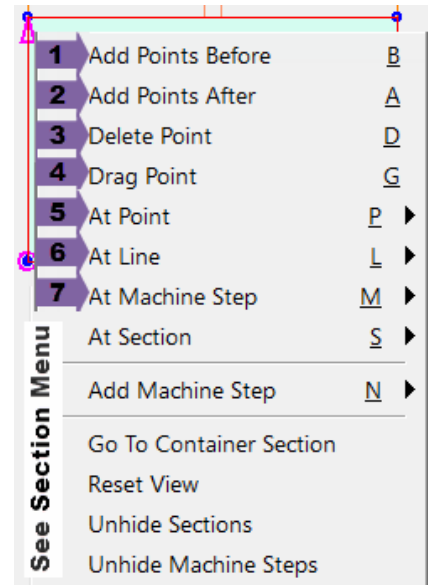 1 Add Points Before B
2 Add Points After A
3 Delete Point D
4 Drag Point G
5 At Point P
6 At Line L
7 At Machine Step M
At Section S
Add Machine Step N
Go To Container Section
Reset View
Unhide Sections
Unhide Machine Steps
See Section Menu